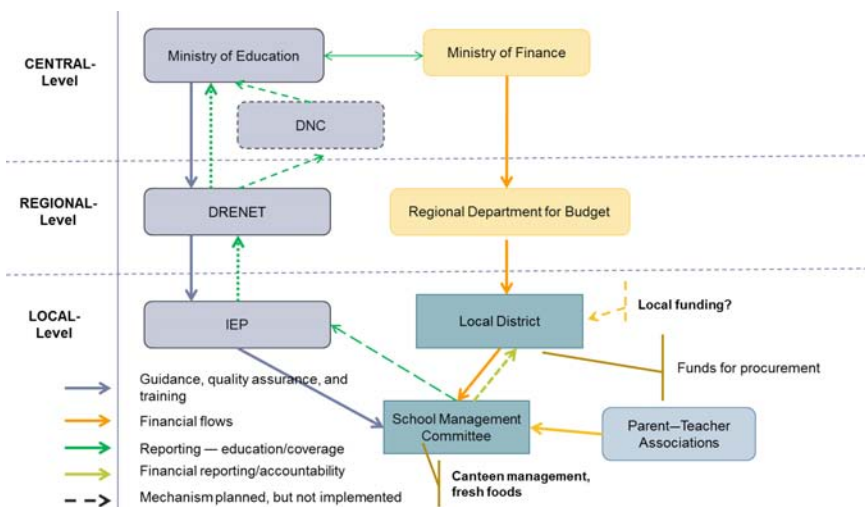 CENTRAL-
Level
Ministry of Education
Ministry of Finance
DNC
REGIONAL-
Level
DRENET
Regional Department for Budget
LOCAL-
Level
IEP
Local District
Local funding?
Funds for procurement
Guidance, quality assurance, and
training
Financial flows
School Management
Committee
Parent—Teacher
Associations
Reporting — education/coverage
Financial reporting/accountability
Canteen management,
fresh foods
Mechanism planned, but not implemented